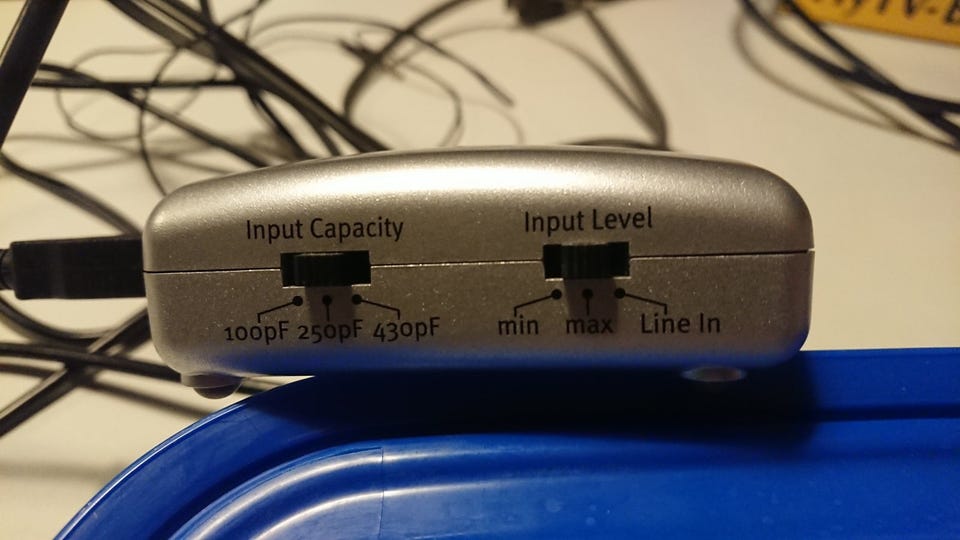 Input Capacity
Input Level
100pF 250pF 430pF
min max Line In